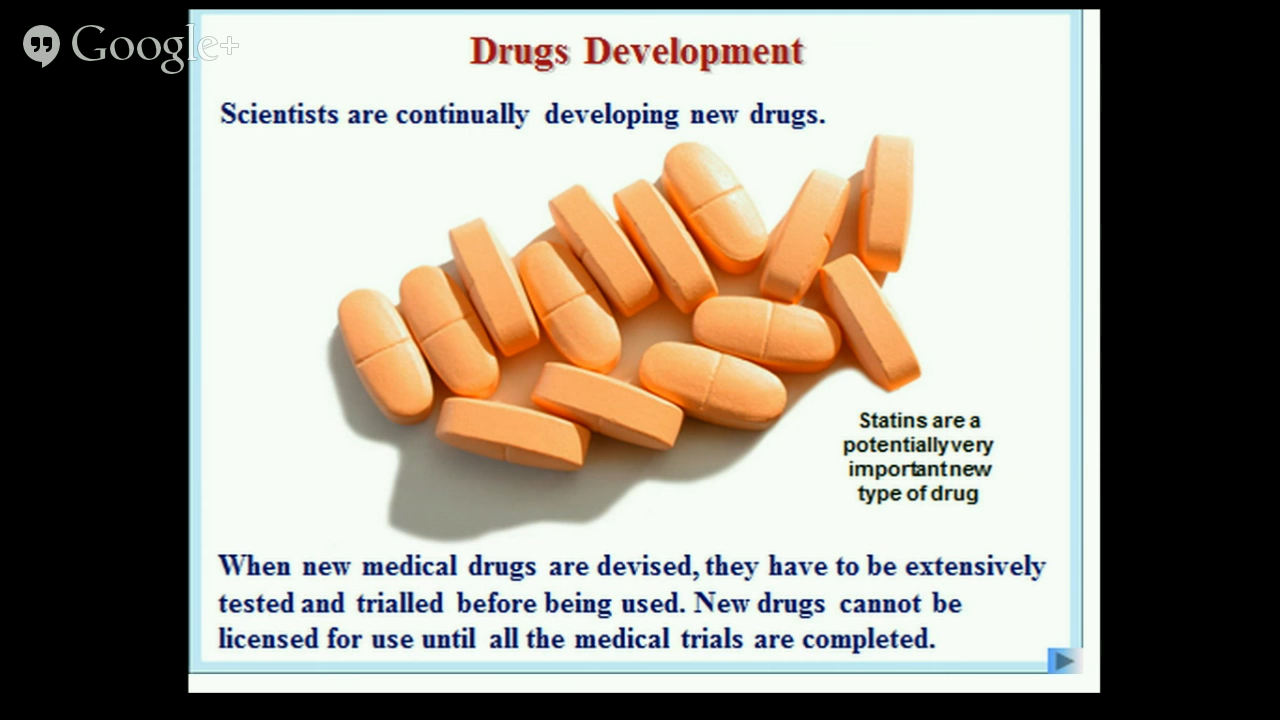 Google+
Drugs Development
Scientists are continually developing new drugs.
Statins are a
potentially very
important new
type of drug
When new medical drugs are devised, they have to be extensively
tested and trialled before being used. New drugs cannot be
licensed for use until all the medical trials are completed.